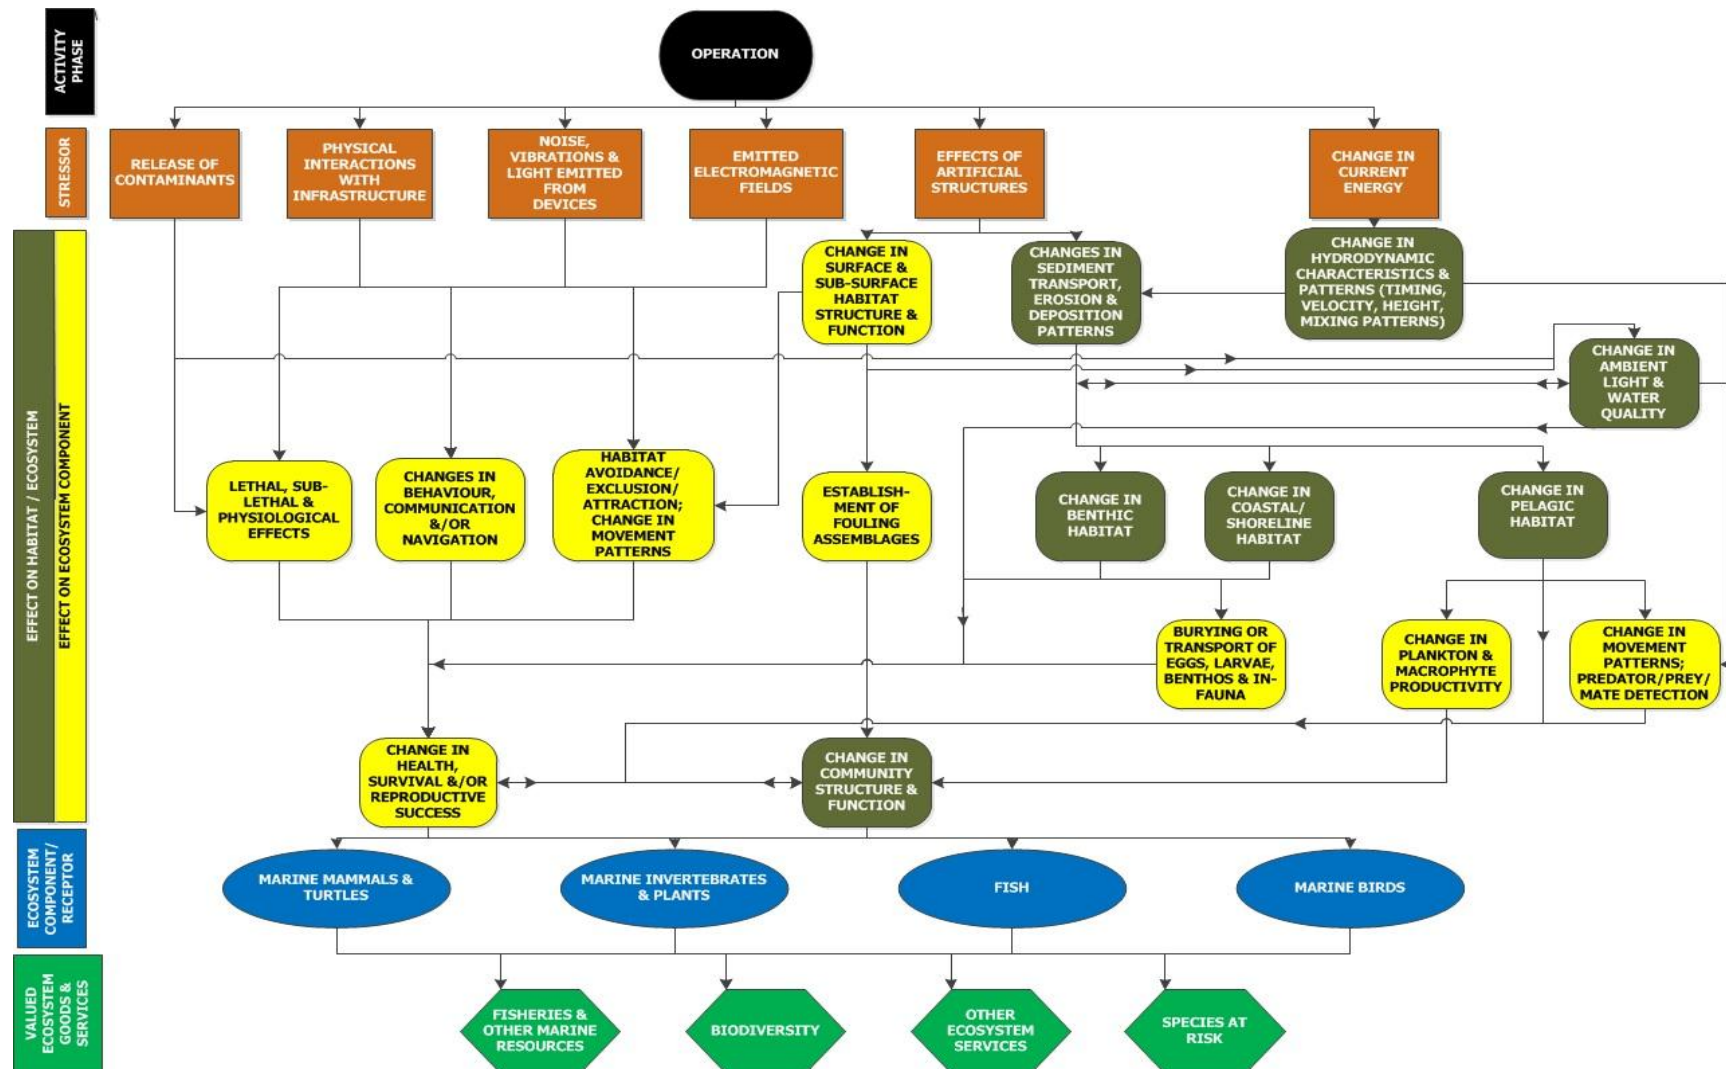 ACTIVITY
PHASE
OPERATION
STRESSOR
RELEASE OF
CONTAMINANTS
PHYSICAL
INTERACTIONS
WITH
INFRASTRUCTURE
NOISE,
VIBRATIONS &
LIGHT EMITTED
FROM
DEVICES
EMITTED
ELECTROMAGNETIC
FIELDS
EFFECTS OF
ARTIFICIAL
STRUCTURES
CHANGE IN
CURRENT
ENERGY
EFFECT ON HABITAT / ECOSYSTEM
EFFECT ON ECOSYSTEM COMPONENT
CHANGE IN
SURFACE &
SUB-SURFACE
HABITAT
STRUCTURE &
FUNCTION
CHANGES IN
SEDIMENT
TRANSPORT,
EROSION &
DEPOSITION
PATTERNS
CHANGE IN
HYDRODYNAMIC
CHARACTERISTICS &
PATTERNS (TIMING,
VELOCITY, HEIGHT,
MIXING PATTERNS)
CHANGE IN
AMBIENT
LIGHT &
WATER
QUALITY
LETHAL, SUB-
LETHAL &
PHYSIOLOGICAL
EFFECTS
CHANGES IN
BEHAVIOUR,
COMMUNICATION
&/OR
NAVIGATION
HABITAT
AVOIDANCE/
EXCLUSION/
ATTRACTION;
CHANGE IN
MOVEMENT
PATTERNS
ESTABLISH-
MENT OF
FOULING
ASSEMBLAGES
CHANGE IN
BENTHIC
HABITAT
CHANGE IN
COASTAL/
SHORELINE
HABITAT
CHANGE IN
PELAGIC
HABITAT
BURYING OR
TRANSPORT OF
EGGS, LARVAE,
BENTHOS & IN-
FAUNA
CHANGE IN
PLANKTON &
MACROPHYTE
PRODUCTIVITY
CHANGE IN
MOVEMENT
PATTERNS;
PREDATOR/PREY/
MATE DETECTION
CHANGE IN
HEALTH,
SURVIVAL &/OR
REPRODUCTIVE
SUCCESS
CHANGE IN
COMMUNITY
STRUCTURE &
FUNCTION
ECOSYSTEM
COMPONENT/
RECEPTOR
MARINE MAMMALS &
TURTLES
MARINE INVERTEBRATES
& PLANTS
FISH
MARINE BIRDS
VALUED
ECOSYSTEM
GOODS &
SERVICES
FISHERIES &
OTHER MARINE
RESOURCES
BIODIVERSITY
OTHER
ECOSYSTEM
SERVICES
SPECIES AT
RISK